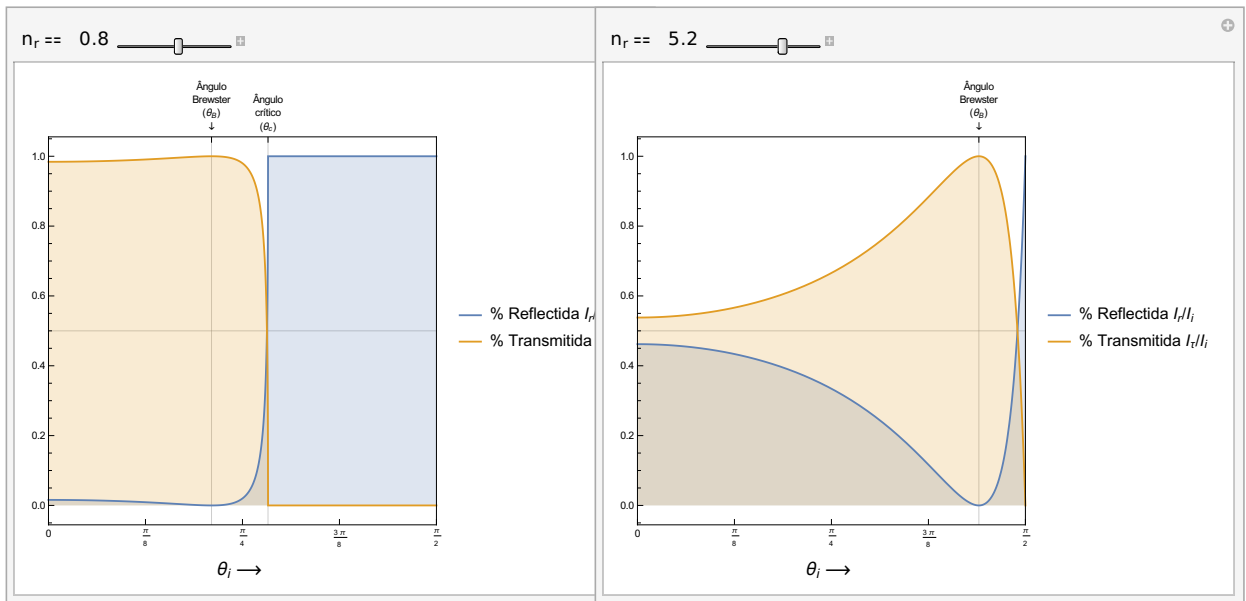 n_r == 0.8
Ângulo
Brewster
(θ_B)
↓
Ângulo
crítico
(θ_c)
1.0
0.8
0.6
0.4
0.2
0.0
0
π/8
π/4
3 π/8
π/2
θ_i ⟶
% Reflectida I_r/
% Transmitida
n_r == 5.2
Ângulo
Brewster
(θ_B)
↓
1.0
0.8
0.6
0.4
0.2
0.0
0
π/8
π/4
3 π/8
π/2
θ_i ⟶
% Reflectida I_r/I_i
% Transmitida I_τ/I_i